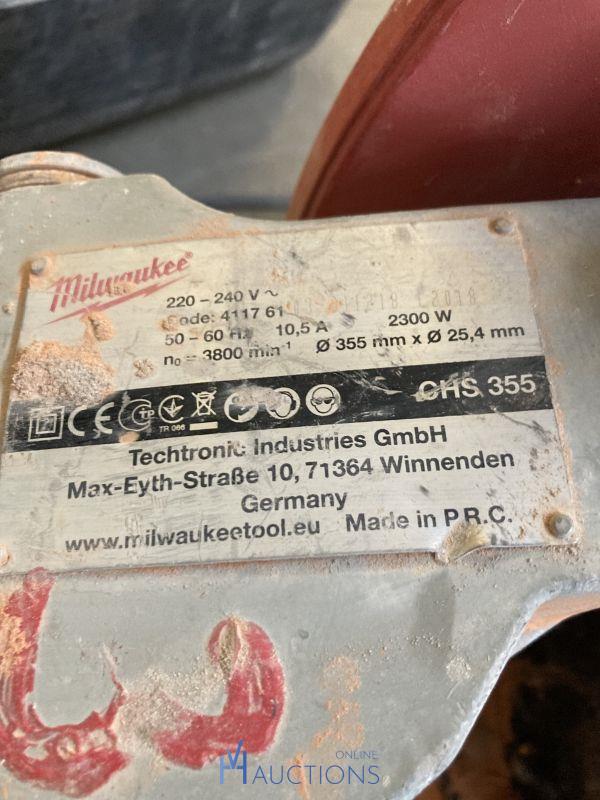 Milwaukee
220 – 240 V ~
Code: 4117 61
50 – 60 Hz 10,5 A 2300 W
n₀ = 3800 min⁻¹ Ø 355 mm x Ø 25,4 mm
CE TR 066 CHS 355
Techtronic Industries GmbH
Max-Eyth-Straße 10, 71364 Winnenden
Germany
www.milwaukeetool.eu Made in P.R.C.
ONLINE
AUCTIONS